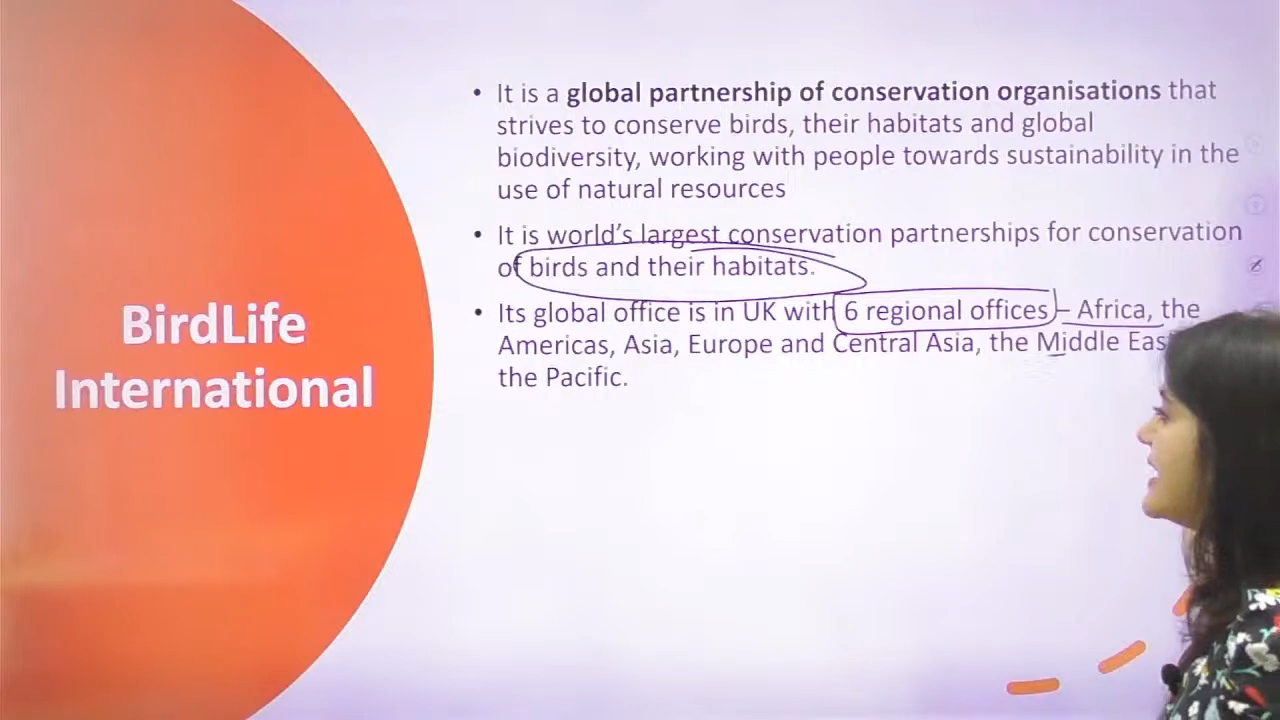 BirdLife
International
• It is a global partnership of conservation organisations that
strives to conserve birds, their habitats and global
biodiversity, working with people towards sustainability in the
use of natural resources
• It is world's largest conservation partnerships for conservation
of birds and their habitats.
• Its global office is in UK with 6 regional offices – Africa, the
Americas, Asia, Europe and Central Asia, the Middle
the Pacific.